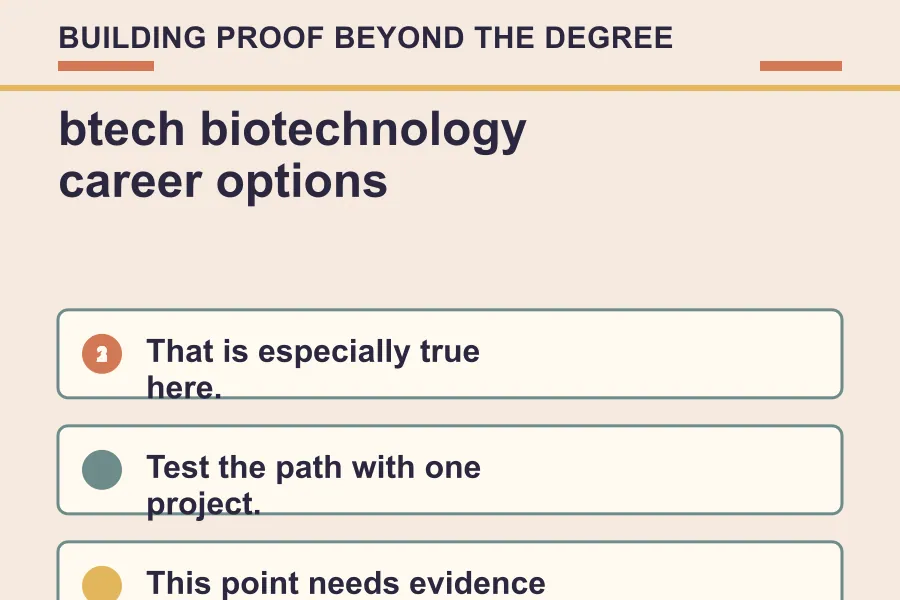 BUILDING PROOF BEYOND THE DEGREE
btech biotechnology
career options
That is especially true
here.
Test the path with one
project.
This point needs evidence